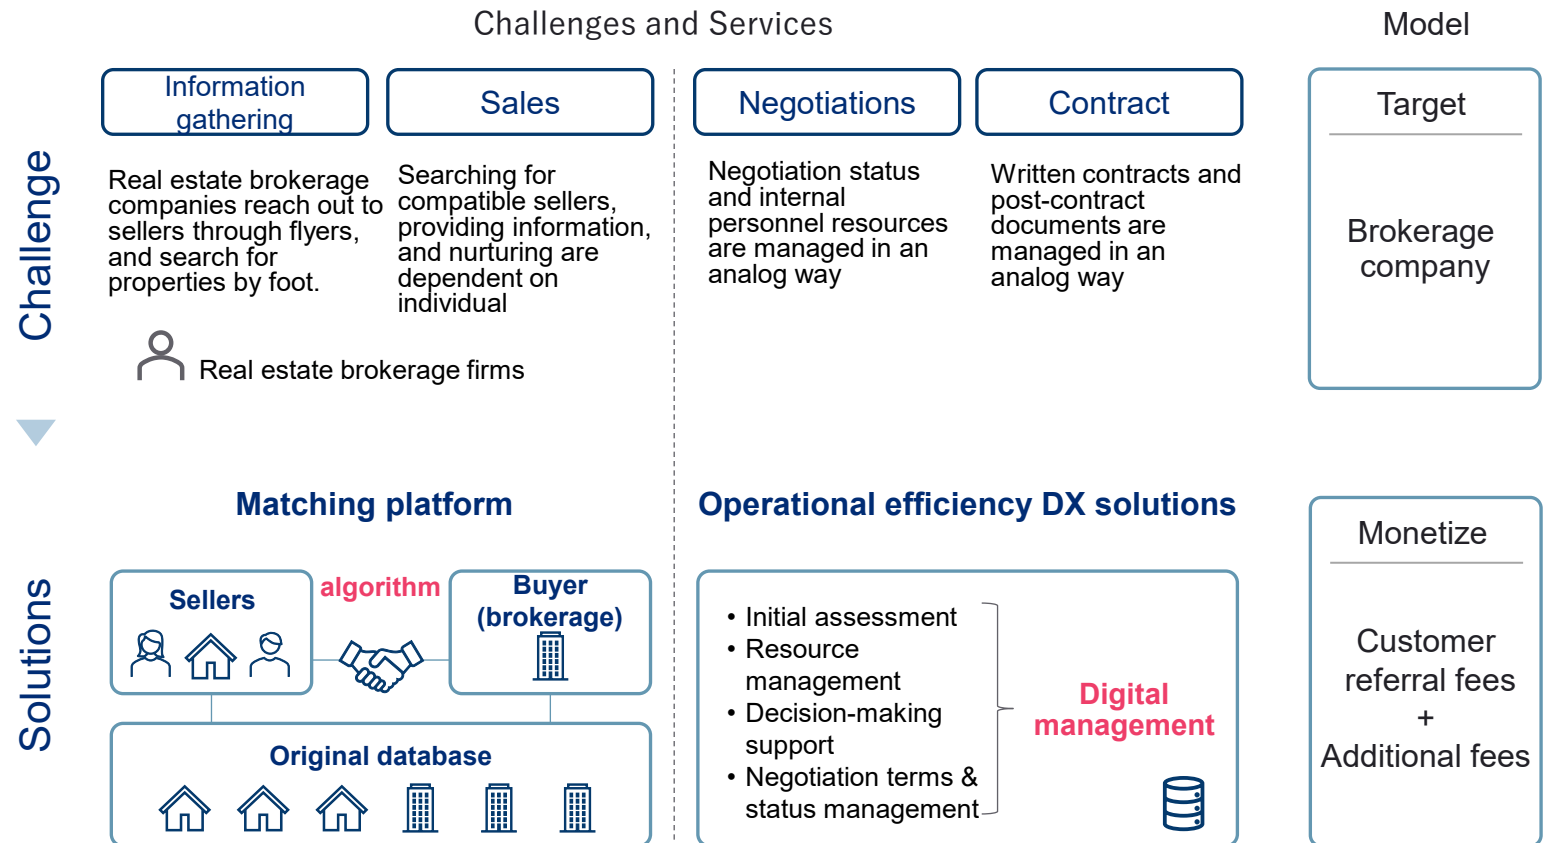 Challenges and Services
Model
Challenge
Information
gathering
Real estate brokerage
companies reach out to
sellers through flyers,
and search for
properties by foot.
Sales
Searching for
compatible sellers,
providing information,
and nurturing are
dependent on
individual
Real estate brokerage firms
Negotiations
Negotiation status
and internal
personnel resources
are managed in an
analog way
Contract
Written contracts and
post-contract
documents are
managed in an
analog way
Target
Brokerage
company
Solutions
Matching platform
Sellers
algorithm
Buyer
(brokerage)
Original database
Operational efficiency DX solutions
• Initial assessment
• Resource
management
• Decision-making
support
• Negotiation terms &
status management
Digital
management
Monetize
Customer
referral fees
+
Additional fees